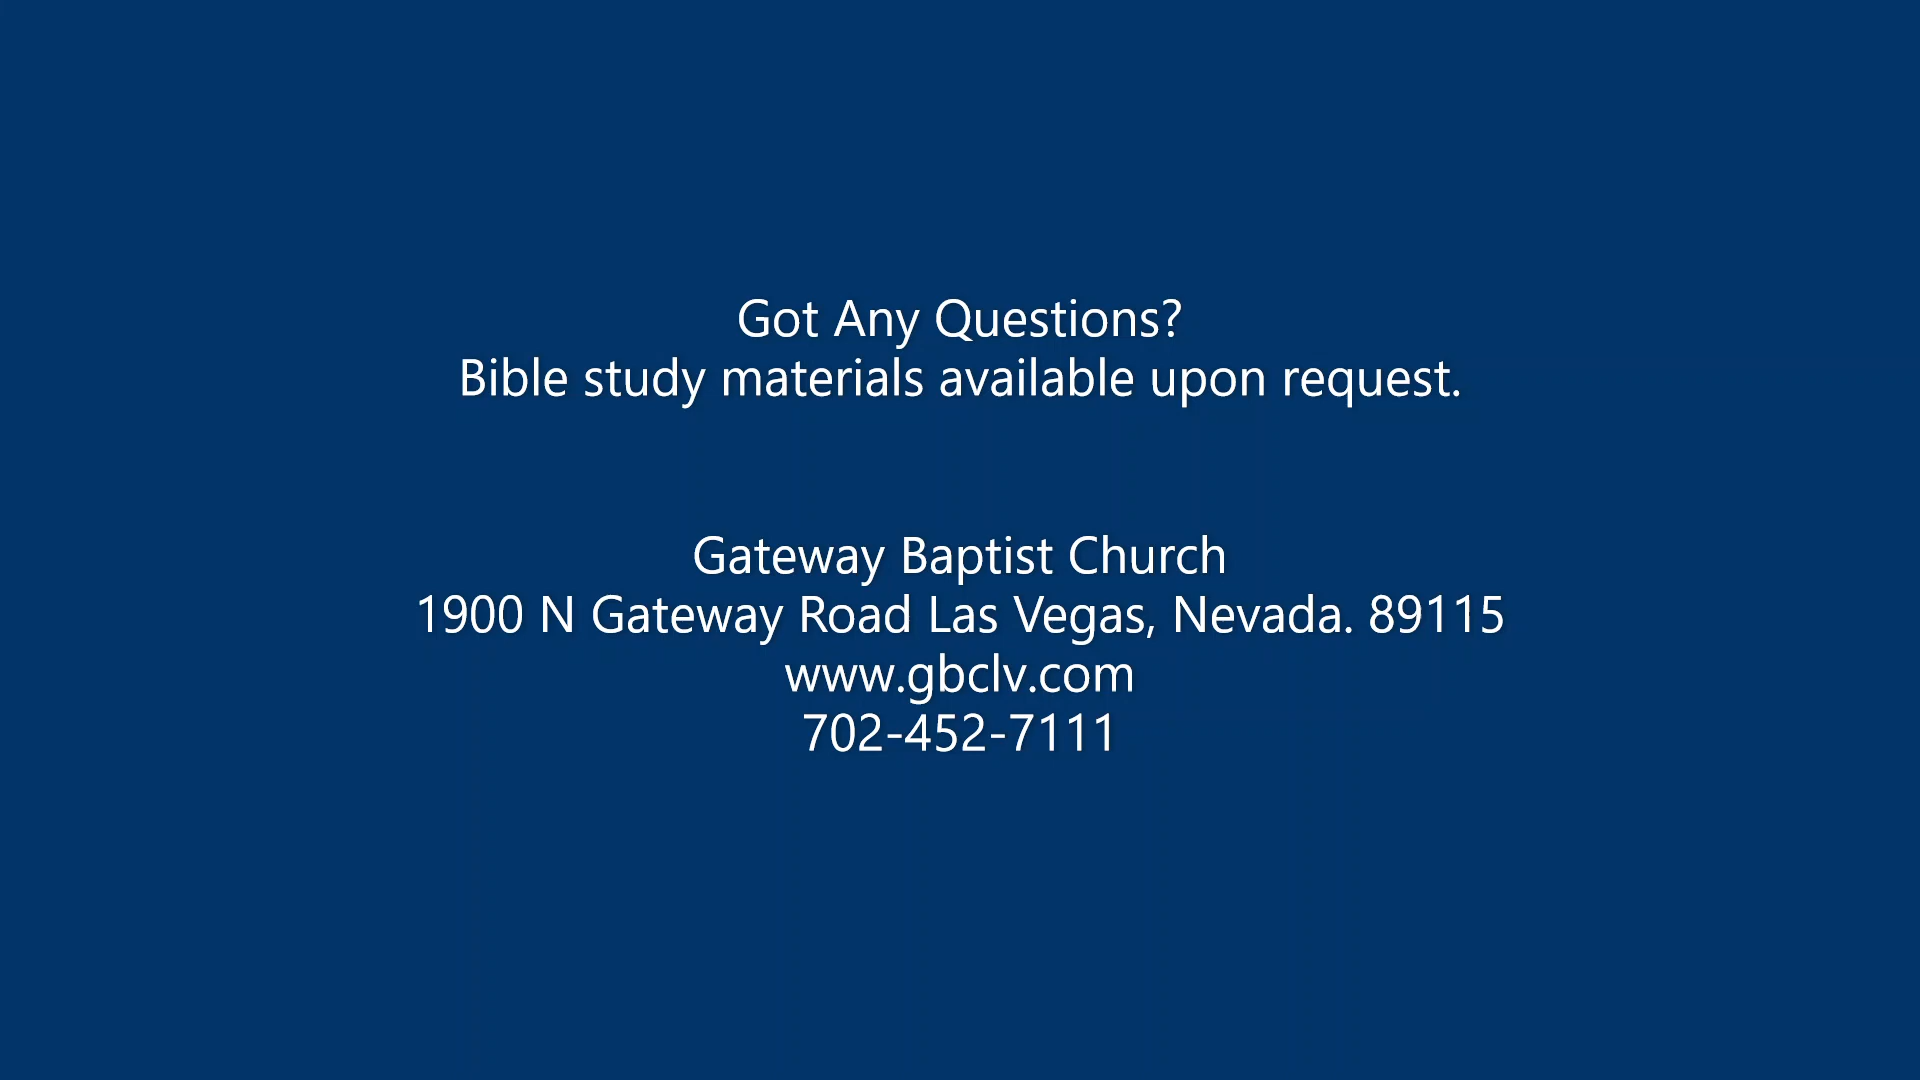 Got Any Questions?
Bible study materials available upon request.
Gateway Baptist Church
1900 N Gateway Road Las Vegas, Nevada. 89115
www.gbclv.com
702-452-7111